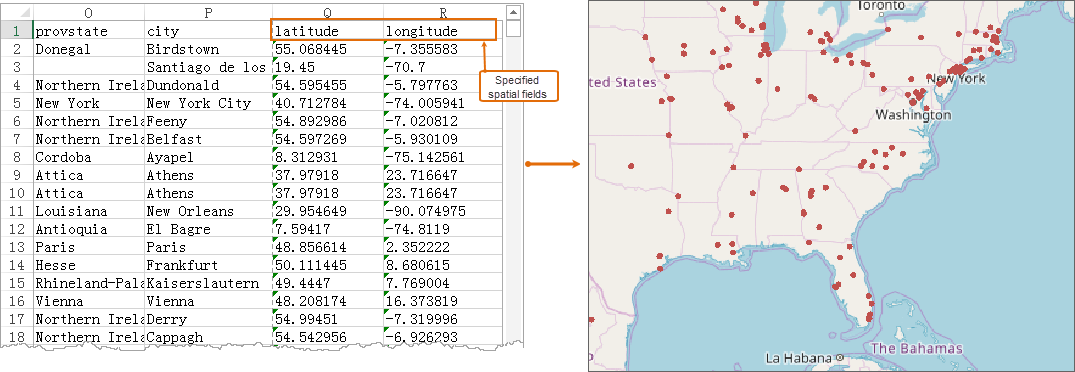 O P Q R
1 provstate city latitude longitude
2 Donegal Birdstown 55.068445 -7.355583
3 Santiago de los 19.45 -70.7
4 Northern Irela Dundonald 54.595455 -5.797763
5 New York New York City 40.712784 -74.005941
6 Northern Irela Feeny 54.892986 -7.020812
7 Northern Irela Belfast 54.597269 -5.930109
8 Cordoba Ayapel 8.312931 -75.142561
9 Attica Athens 37.97918 23.716647
10 Attica Athens 37.97918 23.716647
11 Louisiana New Orleans 29.954649 -90.074975
12 Antioquia El Bagre 7.59417 -74.8119
13 Paris Paris 48.856614 2.352222
14 Hesse Frankfurt 50.111445 8.680615
15 Rhineland-Pala Kaiserslautern 49.4447 7.769004
16 Vienna Vienna 48.208174 16.373819
17 Northern Irela Derry 54.99451 -7.319996
18 Northern Irela Cappagh 54.542956 -6.926293
Specified
spatial fields
Toronto
ted States
New York
Washington
La Habana
The Bahamas